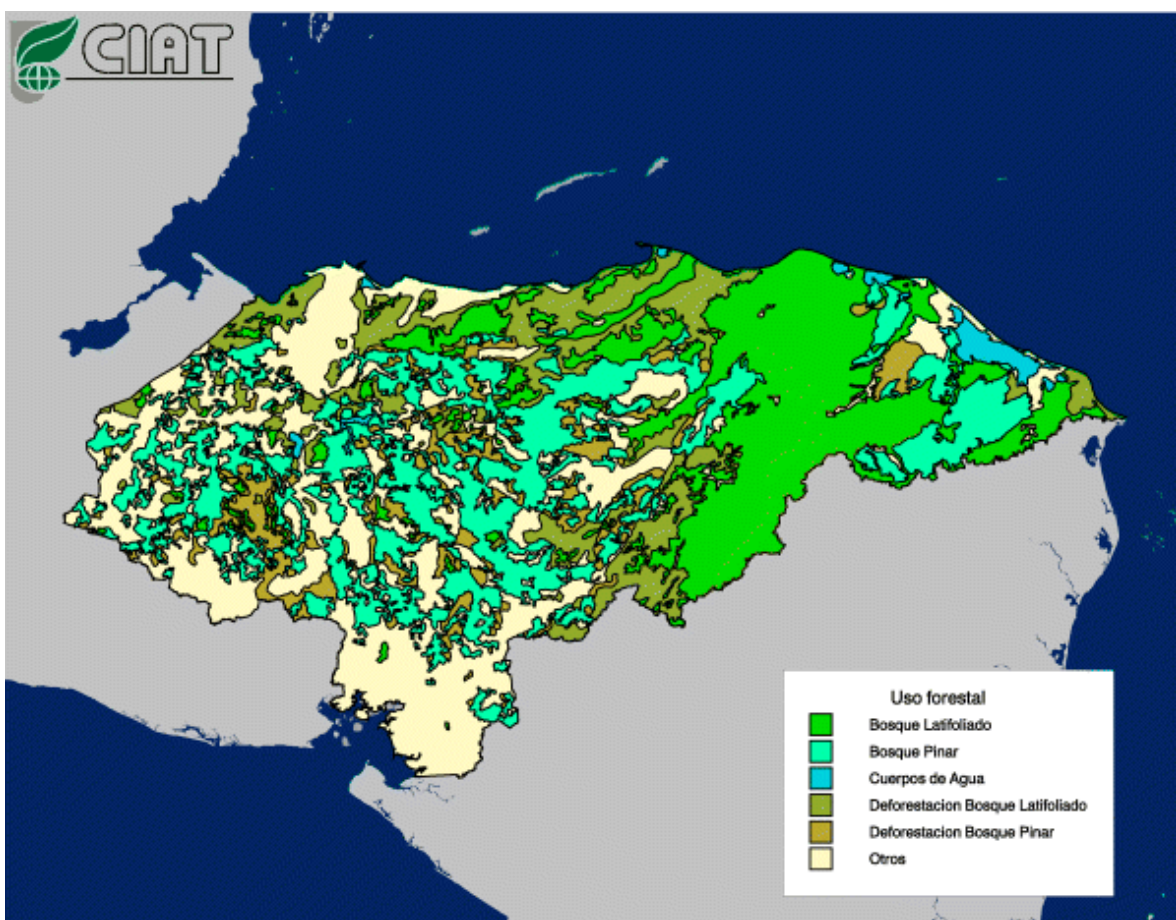 CIAT
Uso forestal
Bosque Latifoliado
Bosque Pinar
Cuerpos de Agua
Deforestacion Bosque Latifoliado
Deforestacion Bosque Pinar
Otros